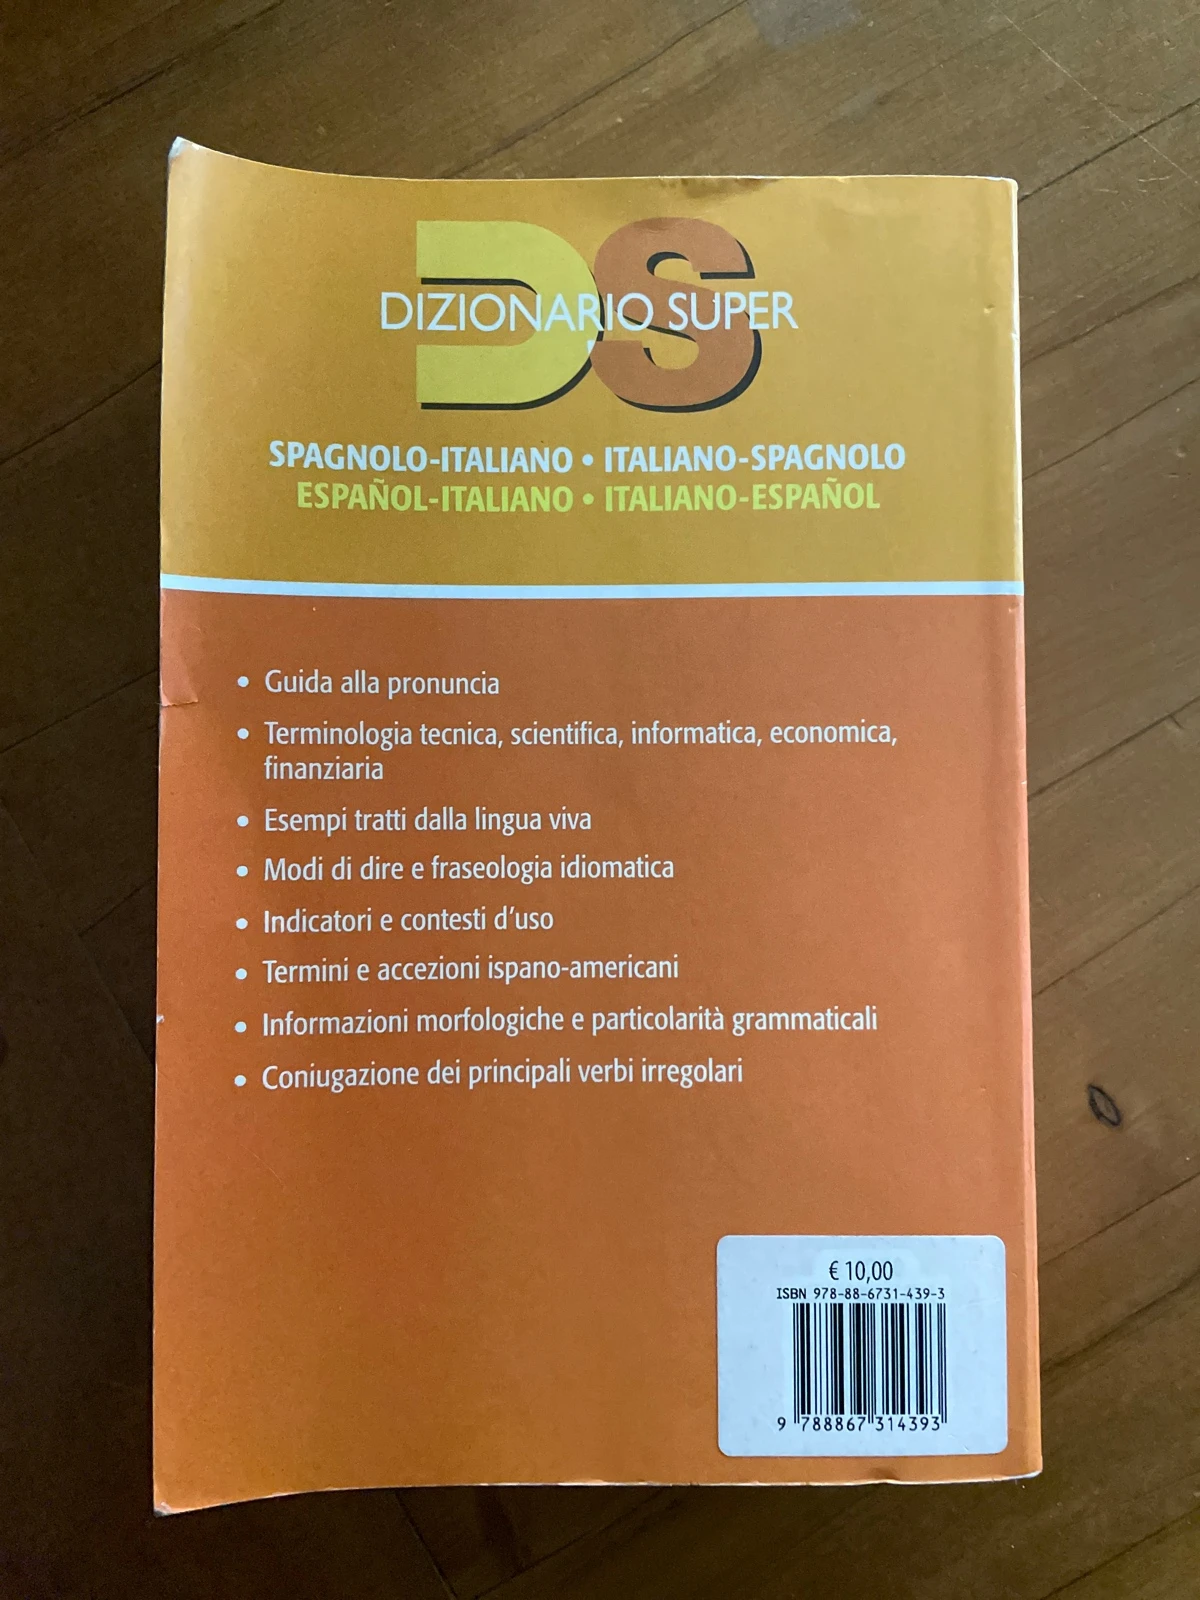 DS
DIZIONARIO SUPER
SPAGNOLO-ITALIANO • ITALIANO-SPAGNOLO
ESPAÑOL-ITALIANO • ITALIANO-ESPAÑOL
• Guida alla pronuncia
• Terminologia tecnica, scientifica, informatica, economica,
finanziaria
• Esempi tratti dalla lingua viva
• Modi di dire e fraseologia idiomatica
• Indicatori e contesti d'uso
• Termini e accezioni ispano-americani
• Informazioni morfologiche e particolarità grammaticali
• Coniugazione dei principali verbi irregolari
€ 10,00
ISBN 978-88-6731-439-3
9 788867 314393